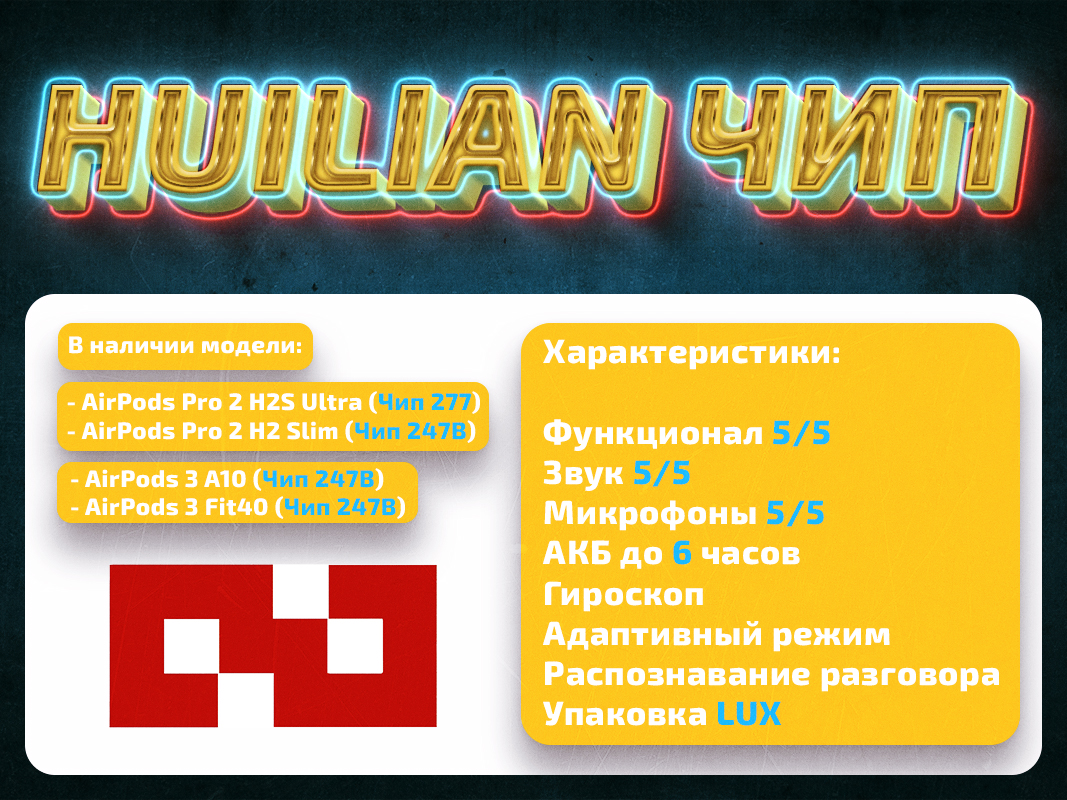 HUILIAN ЧИП
В наличии модели:
- AirPods Pro 2 H2S Ultra (Чип 277)
- AirPods Pro 2 H2 Slim (Чип 247B)
- AirPods 3 A10 (Чип 247B)
- AirPods 3 Fit40 (Чип 247B)
Характеристики:
Функционал 5/5
Звук 5/5
Микрофоны 5/5
АКБ до 6 часов
Гироскоп
Адаптивный режим
Распознавание разговора
Упаковка LUX